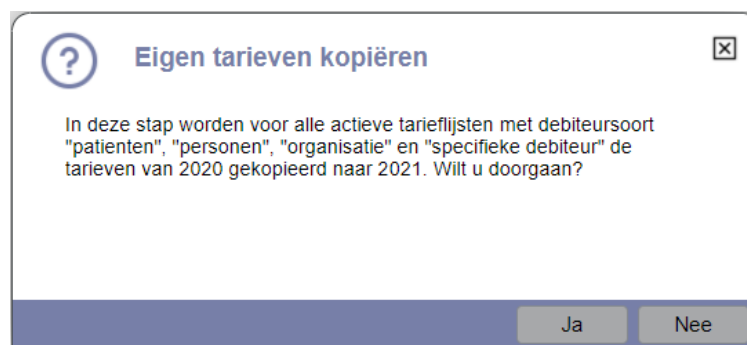 Eigen tarieven kopiëren
In deze stap worden voor alle actieve tarieflijsten met debiteursoort
"patienten", "personen", "organisatie" en "specifieke debiteur" de
tarieven van 2020 gekopieerd naar 2021. Wilt u doorgaan?
Ja
Nee